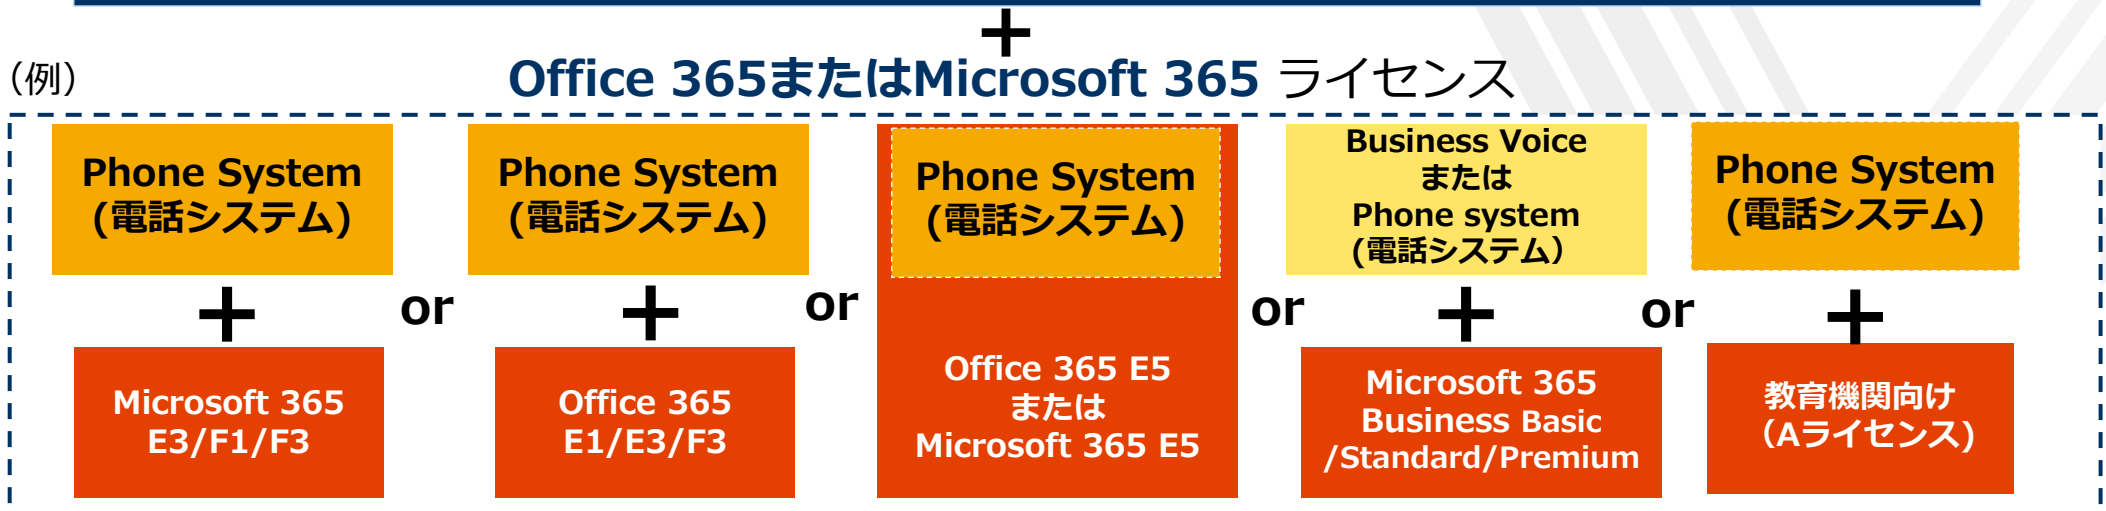 +
（例）
Office 365またはMicrosoft 365 ライセンス
Phone System
(電話システム)
+
Microsoft 365
E3/F1/F3
or
Phone System
(電話システム)
+
Office 365
E1/E3/F3
or
Phone System
(電話システム)
Office 365 E5
または
Microsoft 365 E5
or
Business Voice
または
Phone system
(電話システム）
+
Microsoft 365
Business Basic
/Standard/Premium
or
Phone System
(電話システム)
+
教育機関向け
（Aライセンス)